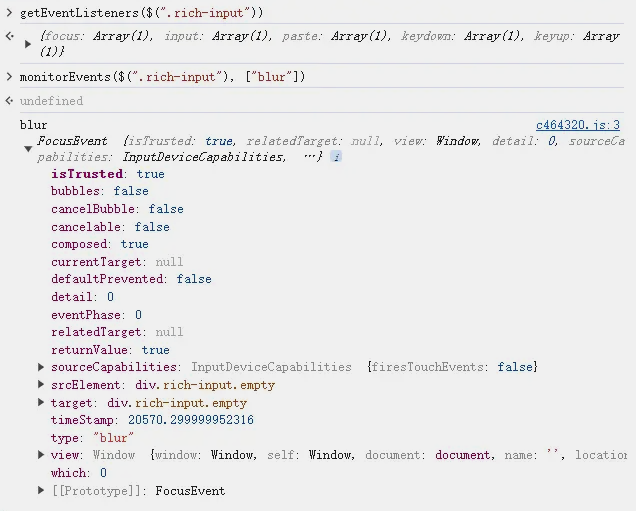 > getEventListeners($(".rich-input"))
{focus: Array(1), input: Array(1), paste: Array(1), keydown: Array(1), keyup: Array
(1)}
> monitorEvents($(".rich-input"), ["blur"])
undefined
blur c464320.js:3
FocusEvent {isTrusted: true, relatedTarget: null, view: Window, detail: 0, sourceCa
pabilities: InputDeviceCapabilities, …} i
isTrusted: true
bubbles: false
cancelBubble: false
cancelable: false
composed: true
currentTarget: null
defaultPrevented: false
detail: 0
eventPhase: 0
relatedTarget: null
returnValue: true
sourceCapabilities: InputDeviceCapabilities {firesTouchEvents: false}
srcElement: div.rich-input.empty
target: div.rich-input.empty
timeStamp: 20570.299999952316
type: "blur"
view: Window {window: Window, self: Window, document: document, name: '', location
which: 0
[[Prototype]]: FocusEvent